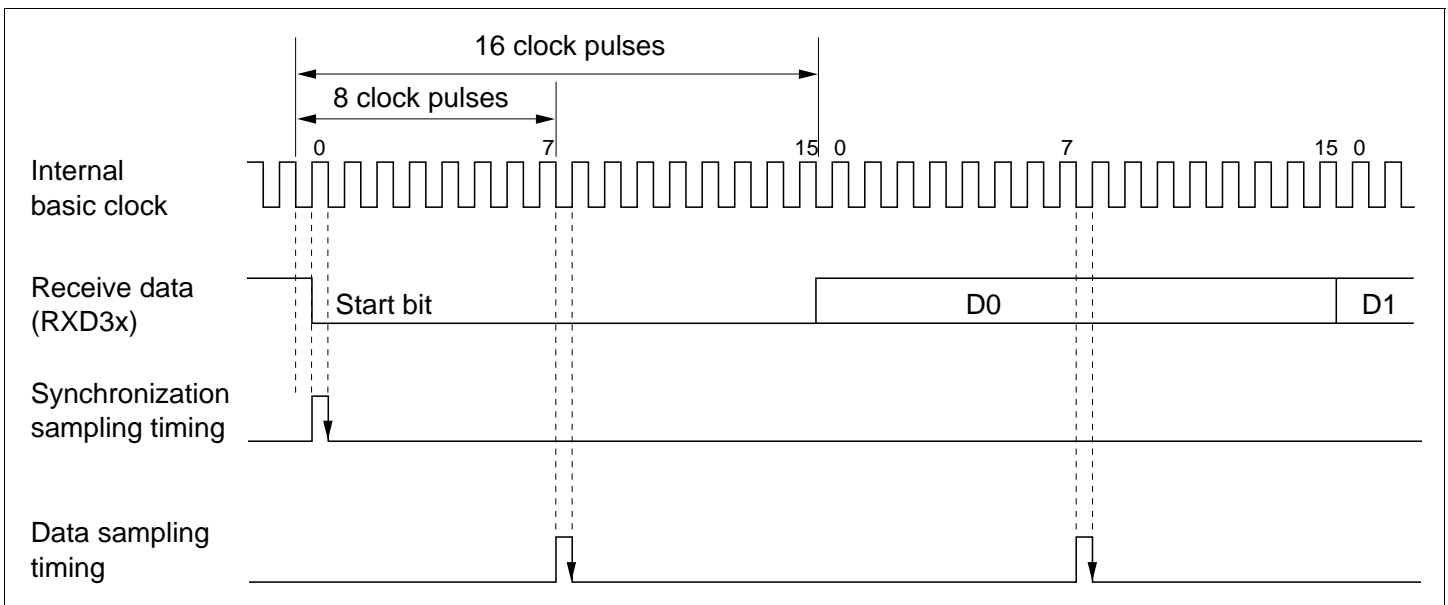 16 clock pulses
8 clock pulses
0 7 15 0 7 15 0
Internal
basic clock
Receive data
(RXD3x)
Start bit D0 D1
Synchronization
sampling timing
Data sampling
timing